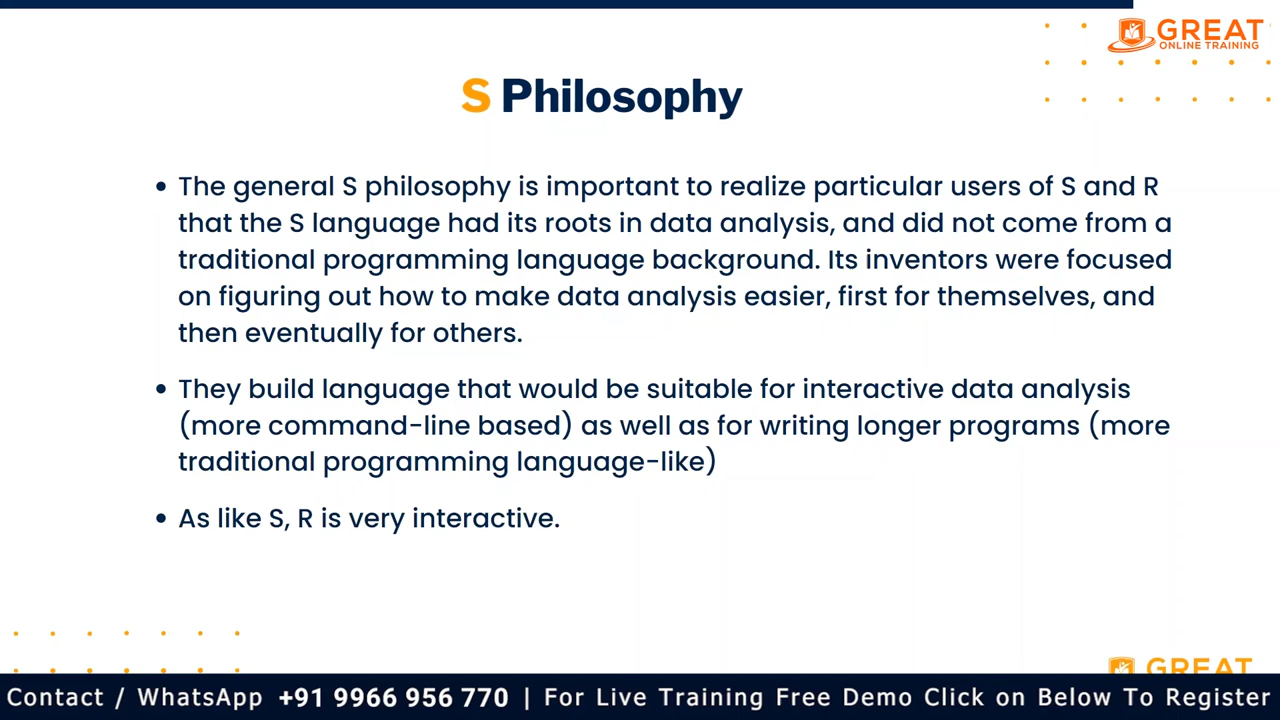 GREAT
ONLINE TRAINING
S Philosophy
• The general S philosophy is important to realize particular users of S and R
that the S language had its roots in data analysis, and did not come from a
traditional programming language background. Its inventors were focused
on figuring out how to make data analysis easier, first for themselves, and
then eventually for others.
• They build language that would be suitable for interactive data analysis
(more command-line based) as well as for writing longer programs (more
traditional programming language-like)
• As like S, R is very interactive.
GREAT
Contact / WhatsApp +91 9966 956 770 | For Live Training Free Demo Click on Below To Register